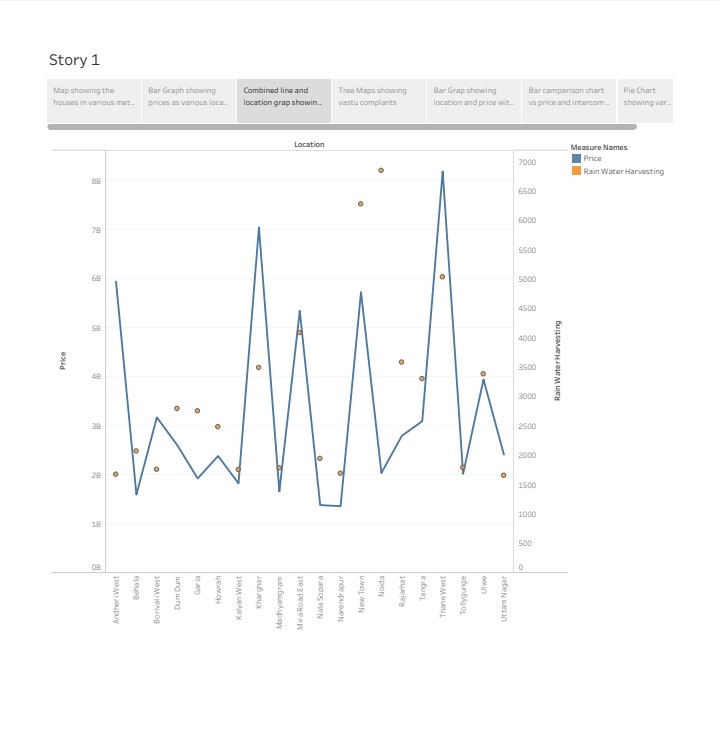 Story 1
Map showing the
houses in various met..
Bar Graph showing
prices as various loca..
Combined line and
location grap showin..
Tree Maps showing
vastu complants
Bar Grap showing
location and price wit..
Bar camparison chart
vs price and intercom ..
Pie Chart
showing var..
Location
Measure Names
Price
Rain Water Harvesting
8B
7B
6B
5B
4B
3B
2B
1B
0B
Price
7000
6500
6000
5500
5000
4500
4000
3500
3000
2500
2000
1500
1000
500
0
Rain Water Harvesting
Andheri West
Behala
Borivali West
Dum Dum
Garia
Howrah
Kalyan West
Kharghar
Madhyamgram
Mira Road East
Nala Sopara
Narendrapur
New Town
Noida
Rajarhat
Tangra
Thane West
Tollygunge
Ulwe
Uttam Nagar